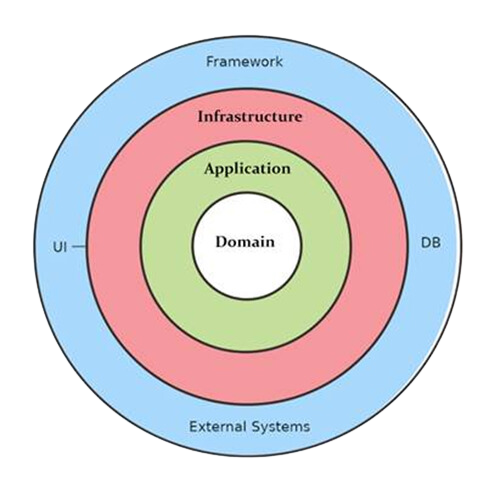 Framework
Infrastructure
Application
UI
Domain
DB
External Systems